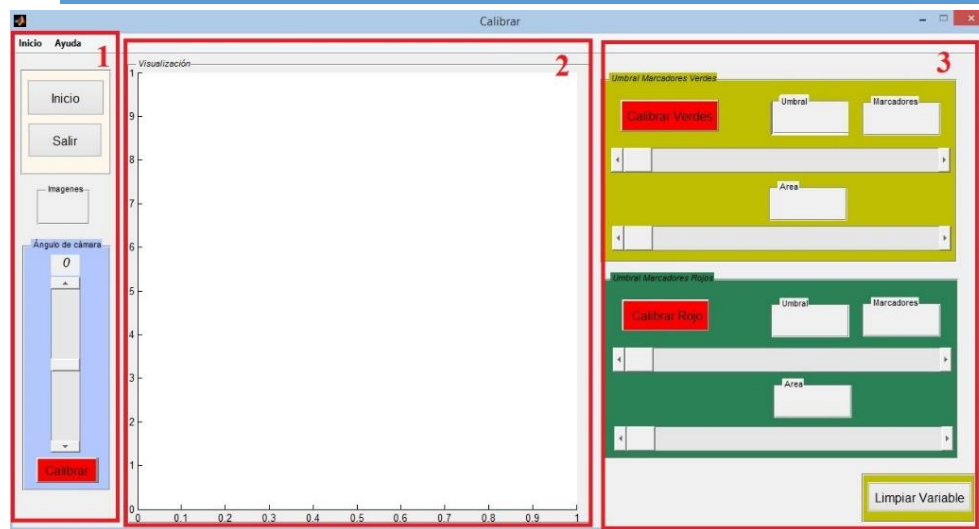 Calibrar
Inicio Ayuda
1
Inicio
Salir
Imagenes
Ángulo de cámara
0
Calibrar
2
Visualización
1
9
8
7
6
5
4
3
2
1
0
0 0.1 0.2 0.3 0.4 0.5 0.6 0.7 0.8 0.9 1
3
Umbral Marcadores Verdes
Calibrar Verdes
Umbral
Marcadores
Area
Umbral Marcadores Rojos
Calibrar Rojo
Umbral
Marcadores
Area
Limpiar Variable